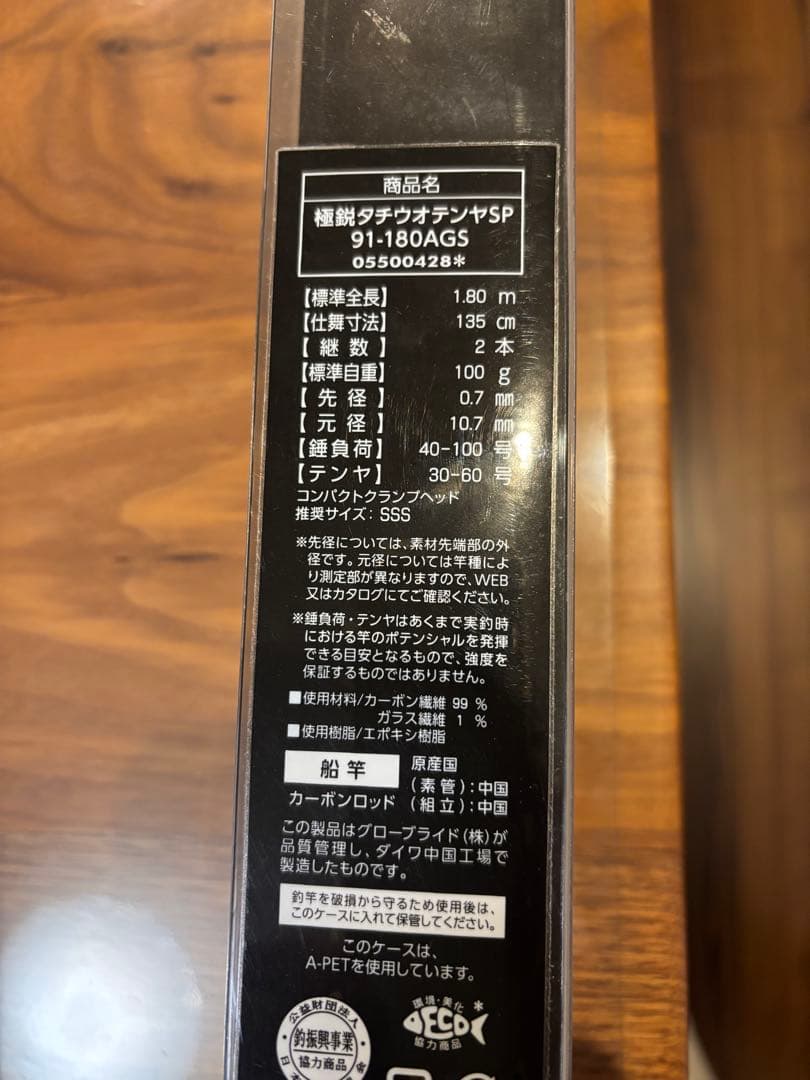 商品名
極鋭タチウオテンヤSP
91-180AGS
05500428*
【標準全長】 1.80 m
【仕舞寸法】 135 cm
【継数】 2 本
【標準自重】 100 g
【先径】 0.7 mm
【元径】 10.7 mm
【錘負荷】 40-100 号
【テンヤ】 30-60 号
コンパクトクランプヘッド
推奨サイズ: SSS
※先径については、素材先端部の外
径です。元径については竿種によ
り測定部が異なりますので、WEB
又はカタログにてご確認ください。
※錘負荷・テンヤはあくまで実釣時
における竿のポテンシャルを発揮
できる目安となるもので、強度を
保証するものではありません。
■使用材料/カーボン繊維 99 %
ガラス繊維 1 %
■使用樹脂/エポキシ樹脂
船竿
カーボンロッド
原産国
(素管):中国
(組立):中国
この製品はグローブライド(株)が
品質管理し、ダイワ中国工場で
製造したものです。
釣竿を破損から守るため使用後は、
このケースに入れて保管してください。
このケースは、
A-PETを使用しています。
公益財団法人
釣振興事業
協力商品
日本
環境・美化
DECO
*
協力商品